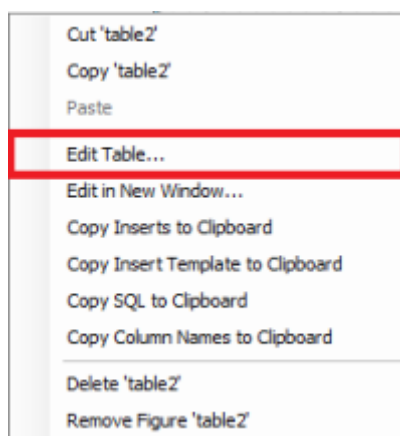 Cut 'table2'
Copy 'table2'
Paste
Edit Table...
Edit in New Window...
Copy Inserts to Clipboard
Copy Insert Template to Clipboard
Copy SQL to Clipboard
Copy Column Names to Clipboard
Delete 'table2'
Remove Figure 'table2'